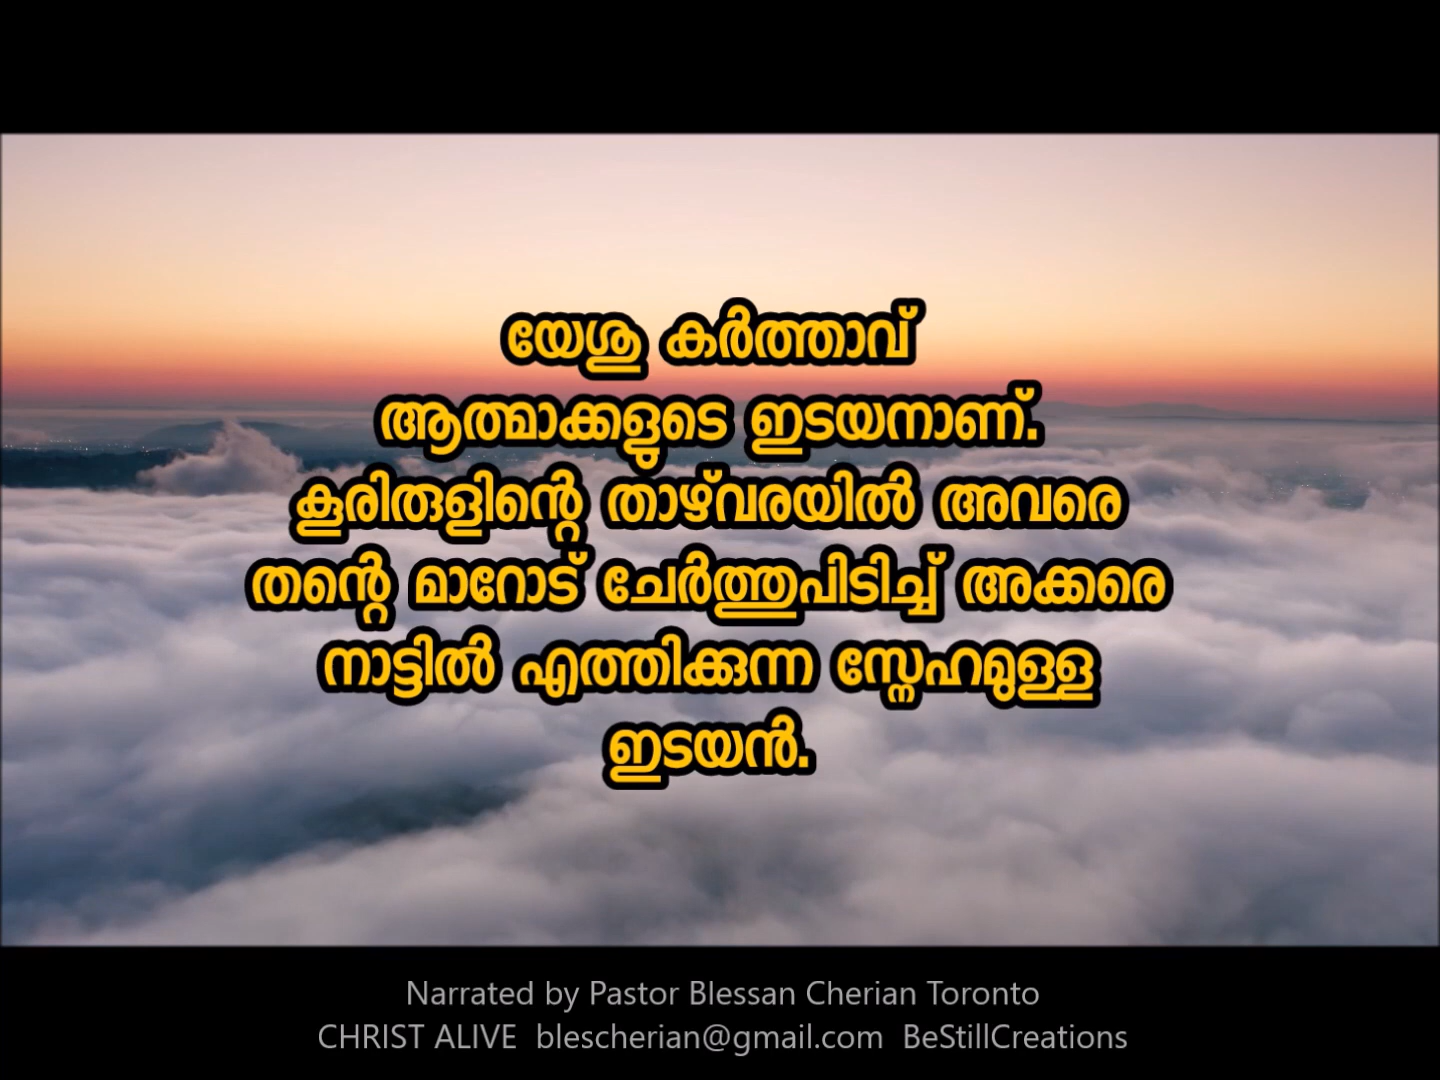 യേശു കർത്താവ്
ആത്മാക്കളുടെ ഇടയനാണ്.
കൂരിരുളിന്റെ താഴ്‌വരയിൽ അവരെ
തന്റെ മാറോട് ചേർത്തുപിടിച്ച് അക്കരെ
നാട്ടിൽ എത്തിക്കുന്ന സ്നേഹമുള്ള
ഇടയൻ.
Narrated by Pastor Blessan Cherian Toronto
CHRIST ALIVE blescherian@gmail.com BeStillCreations